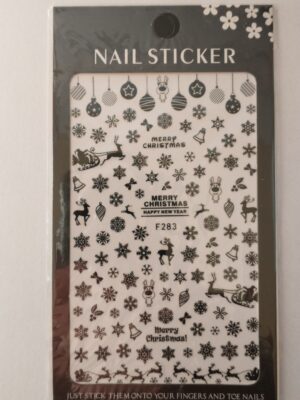 NAIL STICKER
MERRY
CHRISTMAS
MERRY
CHRISTMAS
HAPPY NEW YEAR
F283
Merry
Christmas!
JUST STICK THEM ONTO YOUR FINGERS AND TOE NAILS